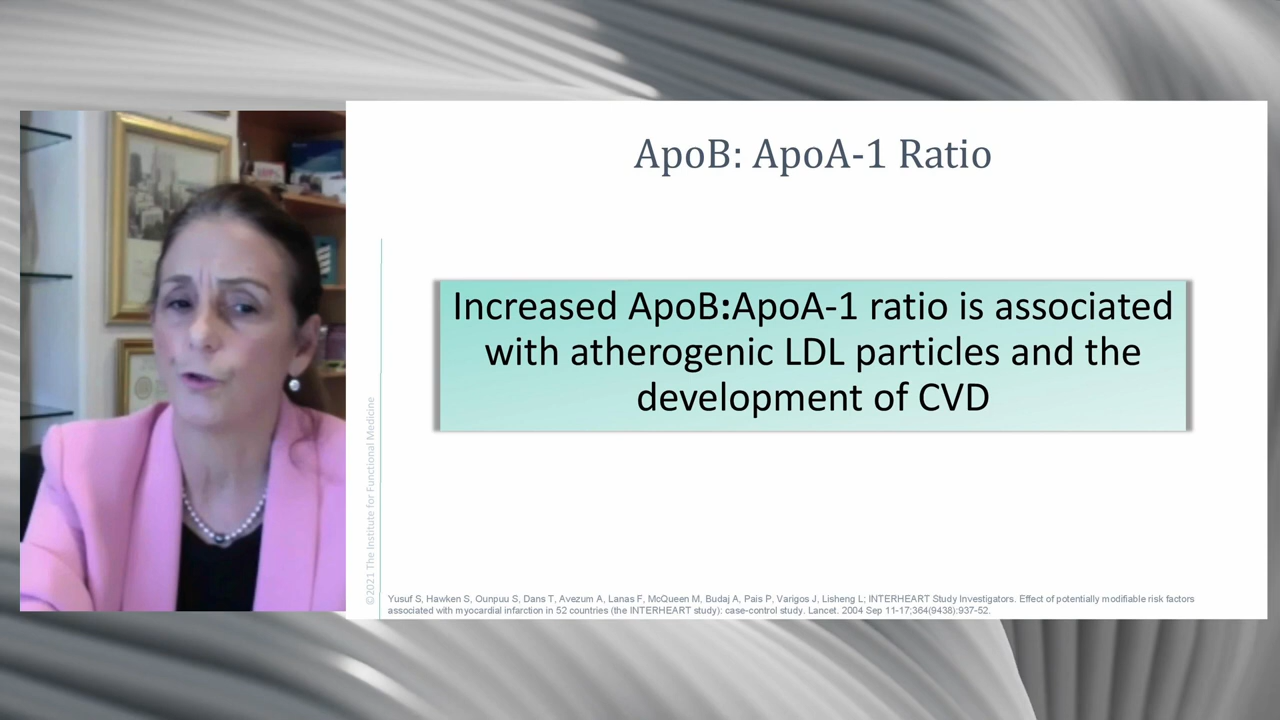 ApoB: ApoA-1 Ratio
Increased ApoB:ApoA-1 ratio is associated
with atherogenic LDL particles and the
development of CVD
©2021 The Institute for Functional Medicine
Yusuf S, Hawken S, Ounpuu S, Dans T, Avezum A, Lanas F, McQueen M, Budaj A, Pais P, Varigos J, Lisheng L; INTERHEART Study Investigators. Effect of potentially modifiable risk factors
associated with myocardial infarction in 52 countries (the INTERHEART study): case-control study. Lancet. 2004 Sep 11-17;364(9438):937-52.